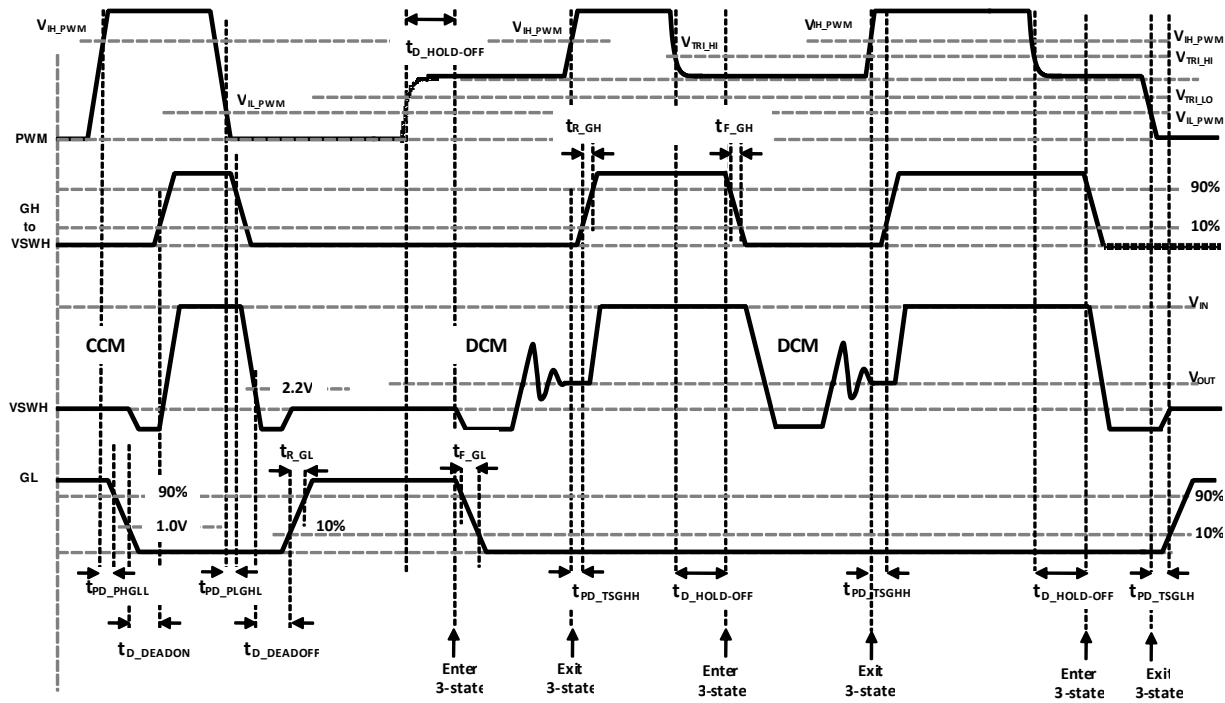 VIH_PWM
tD_HOLD-OFF
VIH_PWM
VTRI_HI
VIH_PWM
VIH_PWM
VTRI_HI
VTRI_LO
VIL_PWM
VIL_PWM
PWM
tR_GH
tF_GH
90%
10%
GH
to
VSWH
VIN
CCM
DCM
DCM
2.2V
VOUT
VSWH
tR_GL
tF_GL
GL
90%
90%
1.0V
10%
10%
tPD_PHGLL
tPD_PLGHL
tPD_TSGHH
tD_HOLD-OFF
tPD_TSGHH
tD_HOLD-OFF
tPD_TSGLH
tD_DEADON
tD_DEADOFF
Enter
3-state
Exit
3-state
Enter
3-state
Exit
3-state
Enter
3-state
Exit
3-state